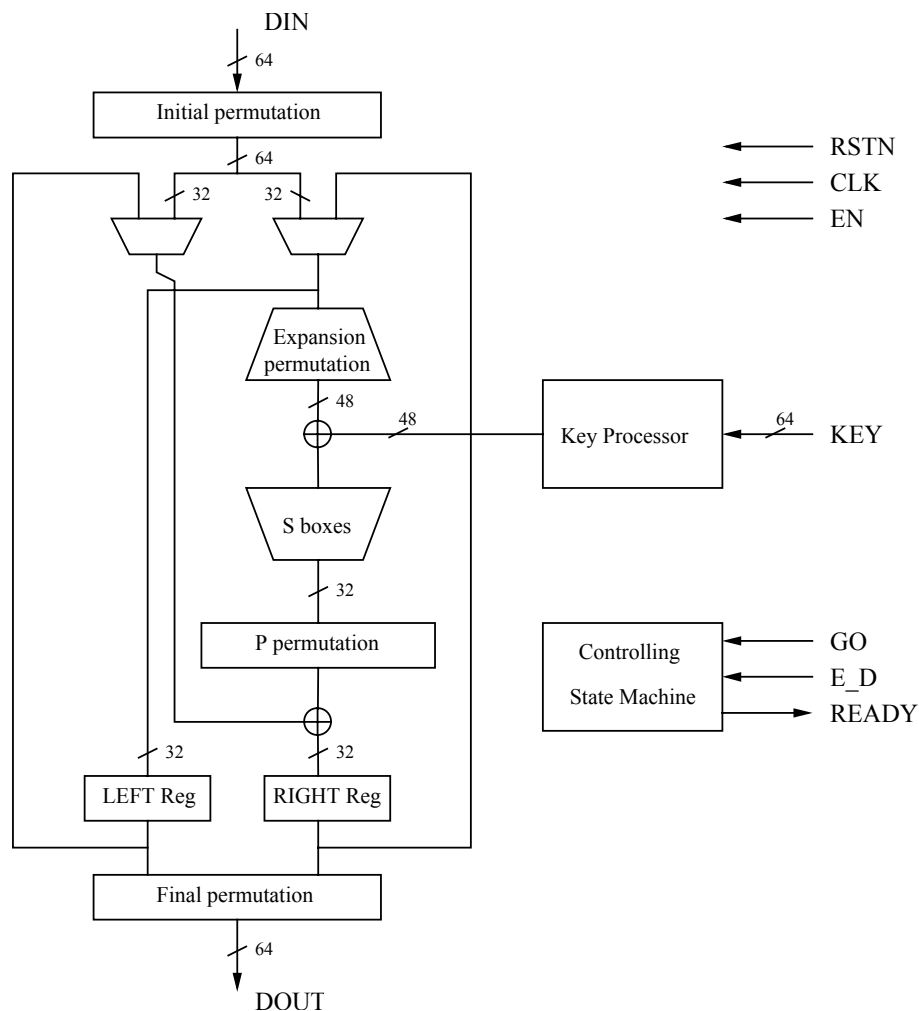 DIN
64
Initial permutation
64
32
32
RSTN
CLK
EN
Expansion
permutation
48
48
Key Processor
64
KEY
S boxes
32
P permutation
Controlling
State Machine
GO
E_D
READY
32
32
LEFT Reg
RIGHT Reg
Final permutation
64
DOUT